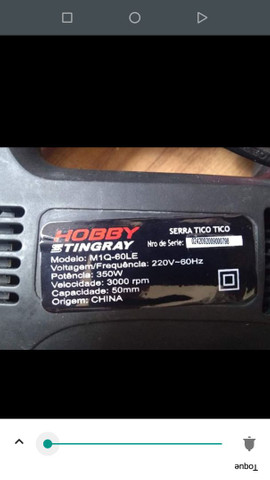 HOBBY
STINGRAY
SERRA TICO TICO
Nro de Serie:
Modelo: M1Q-60LE
Voltagem/Frequência: 220V~60Hz
Potência: 350W
Velocidade: 3000 rpm
Capacidade: 50mm
Origem: CHINA
Toque